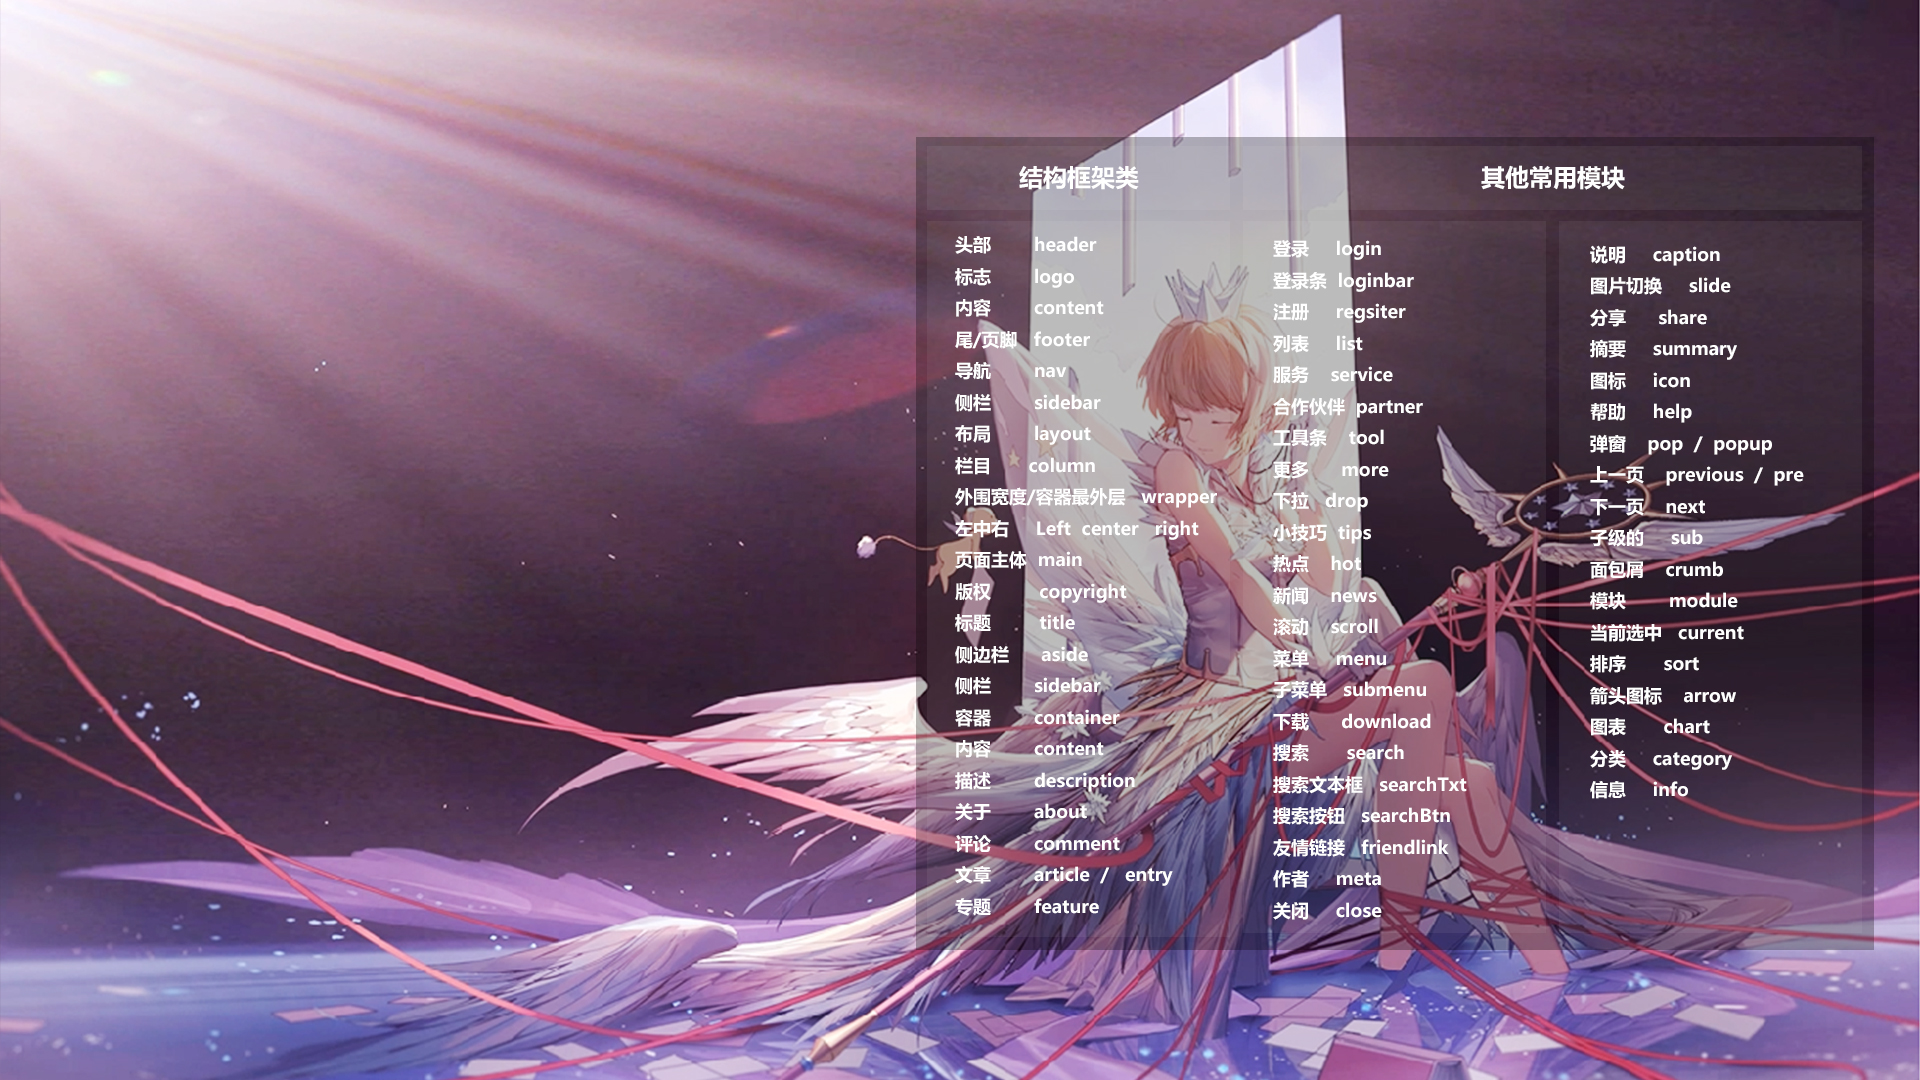 结构框架类
头部 header
标志 logo
内容 content
尾/页脚 footer
导航 nav
侧栏 sidebar
布局 layout
栏目 column
外围宽度/容器最外层 wrapper
左中右 Left center right
页面主体 main
版权 copyright
标题 title
侧边栏 aside
侧栏 sidebar
容器 container
内容 content
描述 description
关于 about
评论 comment
文章 article / entry
专题 feature
其他常用模块
登录 login
登录条 loginbar
注册 regsiter
列表 list
服务 service
合作伙伴 partner
工具条 tool
更多 more
下拉 drop
小技巧 tips
热点 hot
新闻 news
滚动 scroll
菜单 menu
子菜单 submenu
下载 download
搜索 search
搜索文本框 searchTxt
搜索按钮 searchBtn
友情链接 friendlink
作者 meta
关闭 close
说明 caption
图片切换 slide
分享 share
摘要 summary
图标 icon
帮助 help
弹窗 pop / popup
上一页 previous / pre
下一页 next
子级的 sub
面包屑 crumb
模块 module
当前选中 current
排序 sort
箭头图标 arrow
图表 chart
分类 category
信息 info